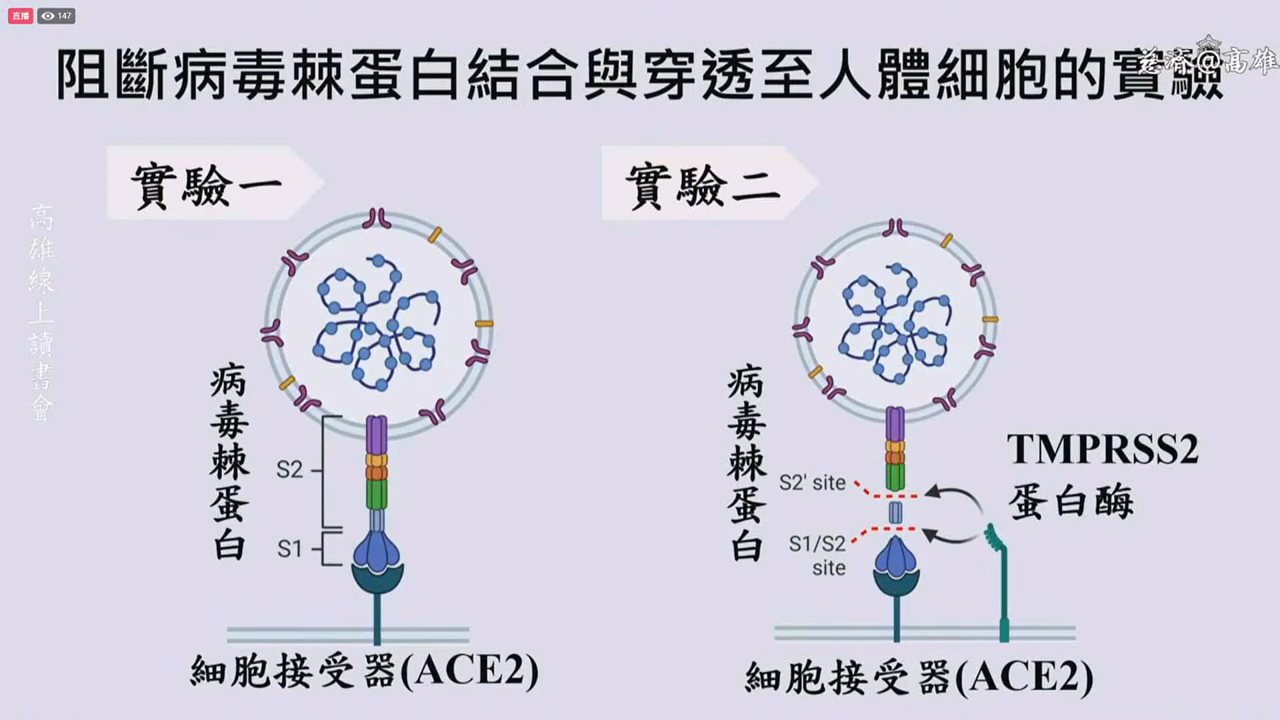 直播 147
慈濟@高雄
阻斷病毒棘蛋白結合與穿透至人體細胞的實驗
高雄線上讀書會
實驗一
實驗二
病毒棘蛋白
S2
S1
細胞接受器(ACE2)
病毒棘蛋白
S2' site
S1/S2
site
TMPRSS2
蛋白酶
細胞接受器(ACE2)